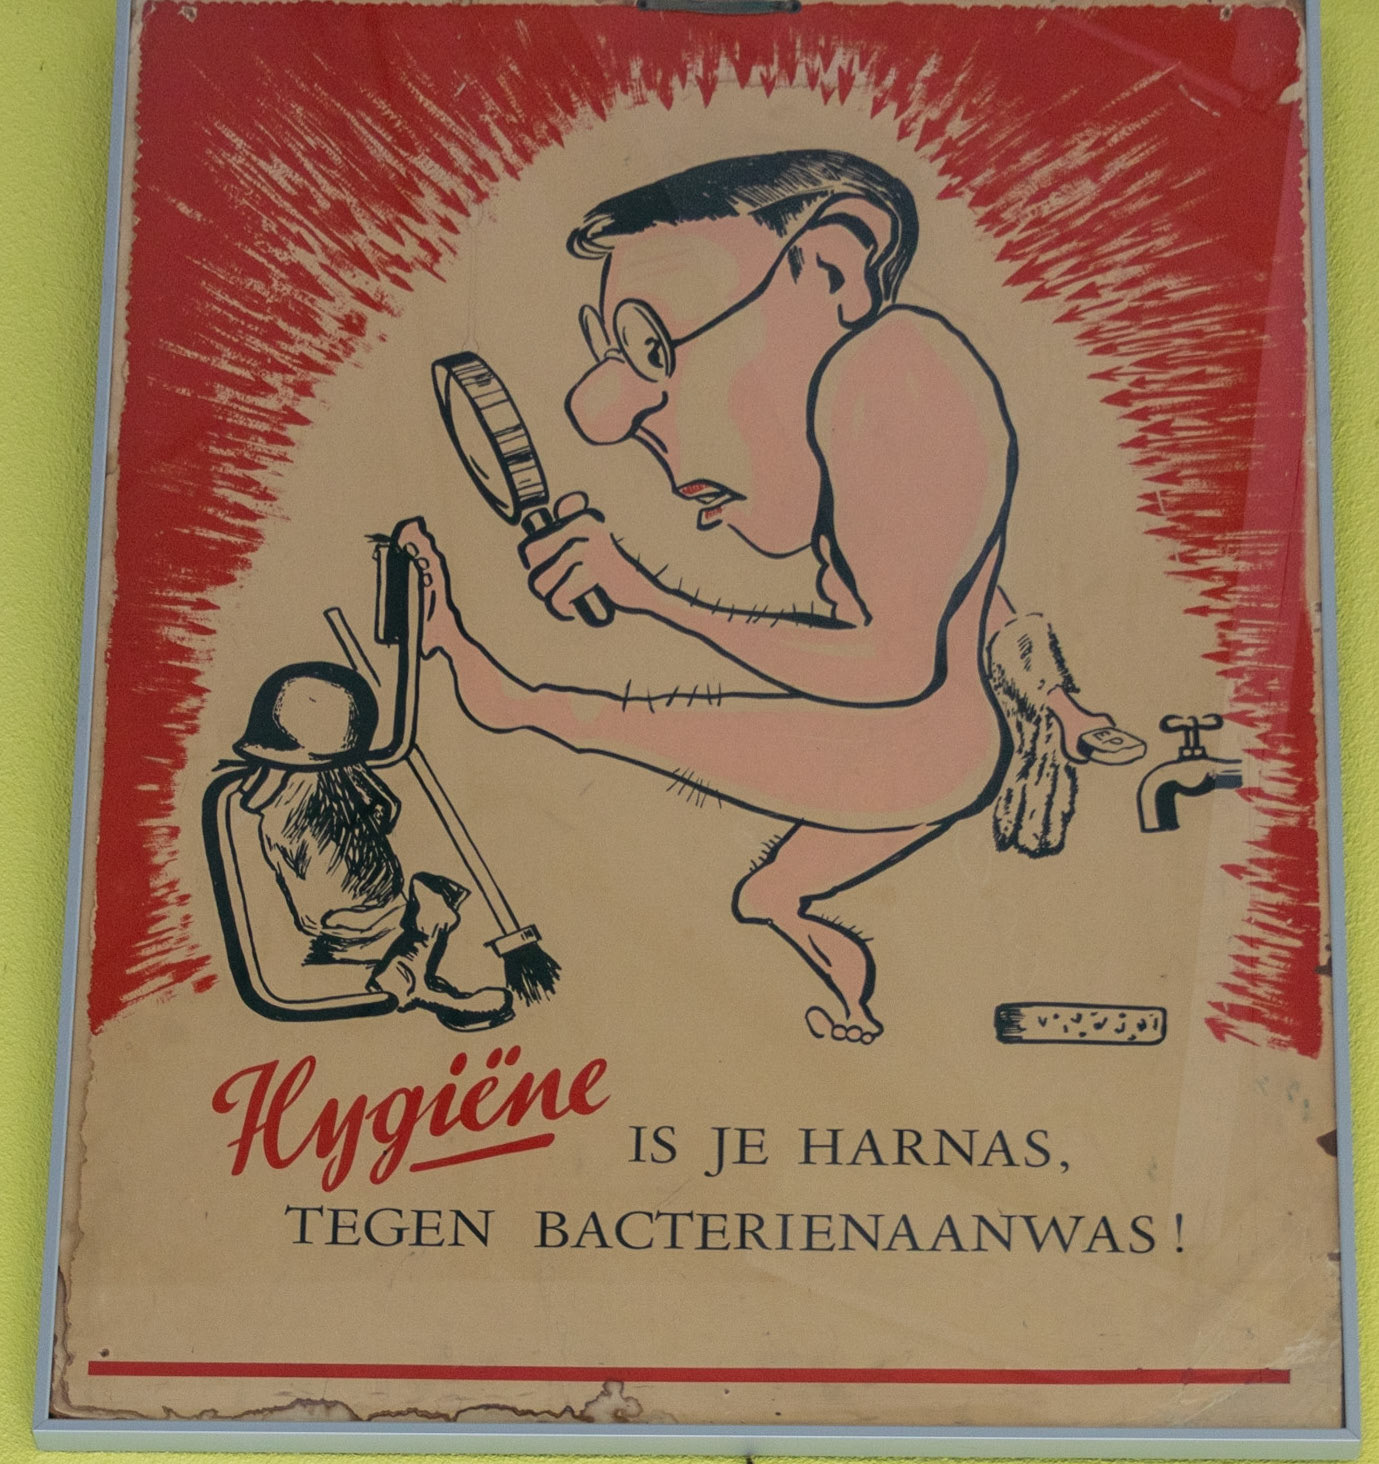 Hygiëne IS JE HARNAS,
TEGEN BACTERIENAANWAS!